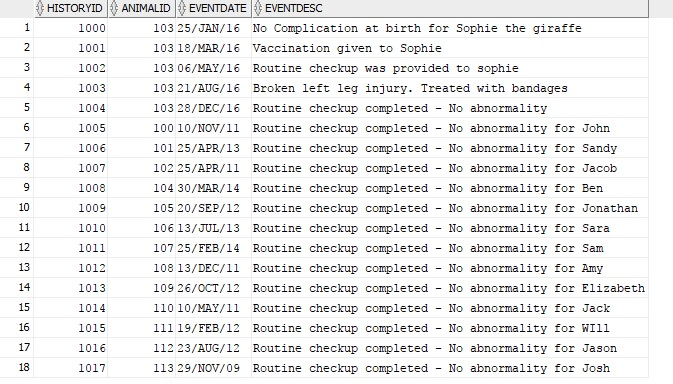 HISTORYID ANIMALID EVENTDATE EVENTDESC
1 1000 103 25/JAN/16 No Complication at birth for Sophie the giraffe
2 1001 103 18/MAR/16 Vaccination given to Sophie
3 1002 103 06/MAY/16 Routine checkup was provided to sophie
4 1003 103 21/AUG/16 Broken left leg injury. Treated with bandages
5 1004 103 28/DEC/16 Routine checkup completed - No abnormality
6 1005 100 10/NOV/11 Routine checkup completed - No abnormality for John
7 1006 101 25/APR/13 Routine checkup completed - No abnormality for Sandy
8 1007 102 25/APR/11 Routine checkup completed - No abnormality for Jacob
9 1008 104 30/MAR/14 Routine checkup completed - No abnormality for Ben
10 1009 105 20/SEP/12 Routine checkup completed - No abnormality for Jonathan
11 1010 106 13/JUL/13 Routine checkup completed - No abnormality for Sara
12 1011 107 25/FEB/14 Routine checkup completed - No abnormality for Sam
13 1012 108 13/DEC/11 Routine checkup completed - No abnormality for Amy
14 1013 109 26/OCT/12 Routine checkup completed - No abnormality for Elizabeth
15 1014 110 10/MAY/11 Routine checkup completed - No abnormality for Jack
16 1015 111 19/FEB/12 Routine checkup completed - No abnormality for WIll
17 1016 112 23/AUG/12 Routine checkup completed - No abnormality for Jason
18 1017 113 29/NOV/09 Routine checkup completed - No abnormality for Josh